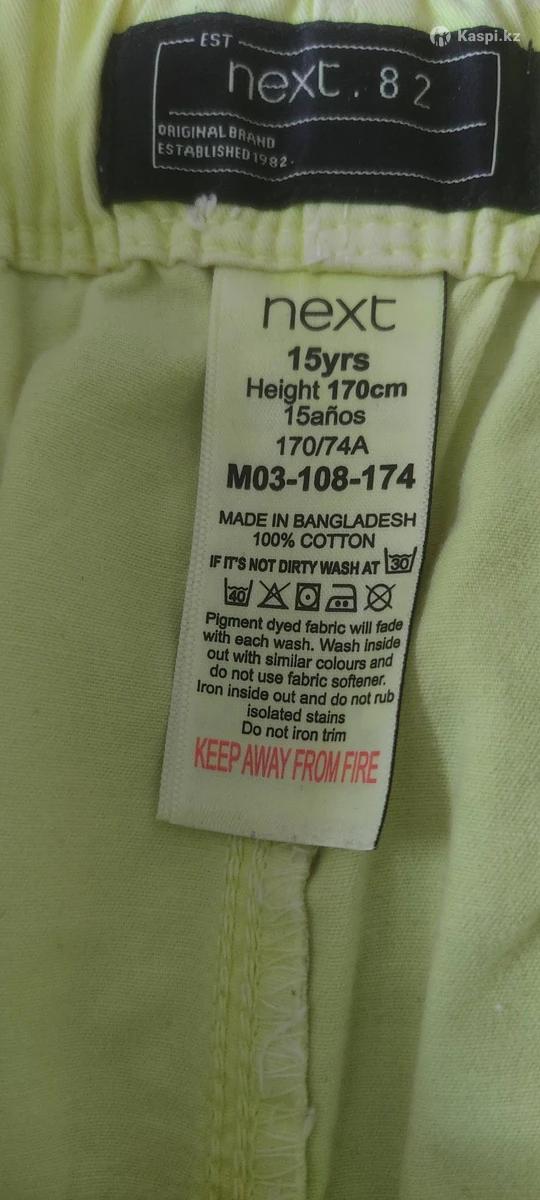 Kaspi.kz
EST
next . 82
ORIGINAL BRAND
ESTABLISHED 1982.
next
15yrs
Height 170cm
15años
170/74A
M03-108-174
MADE IN BANGLADESH
100% COTTON
IF IT'S NOT DIRTY WASH AT 30
40
Pigment dyed fabric will fade
with each wash. Wash inside
out with similar colours and
do not use fabric softener.
Iron inside out and do not rub
isolated stains
Do not iron trim
KEEP AWAY FROM FIRE